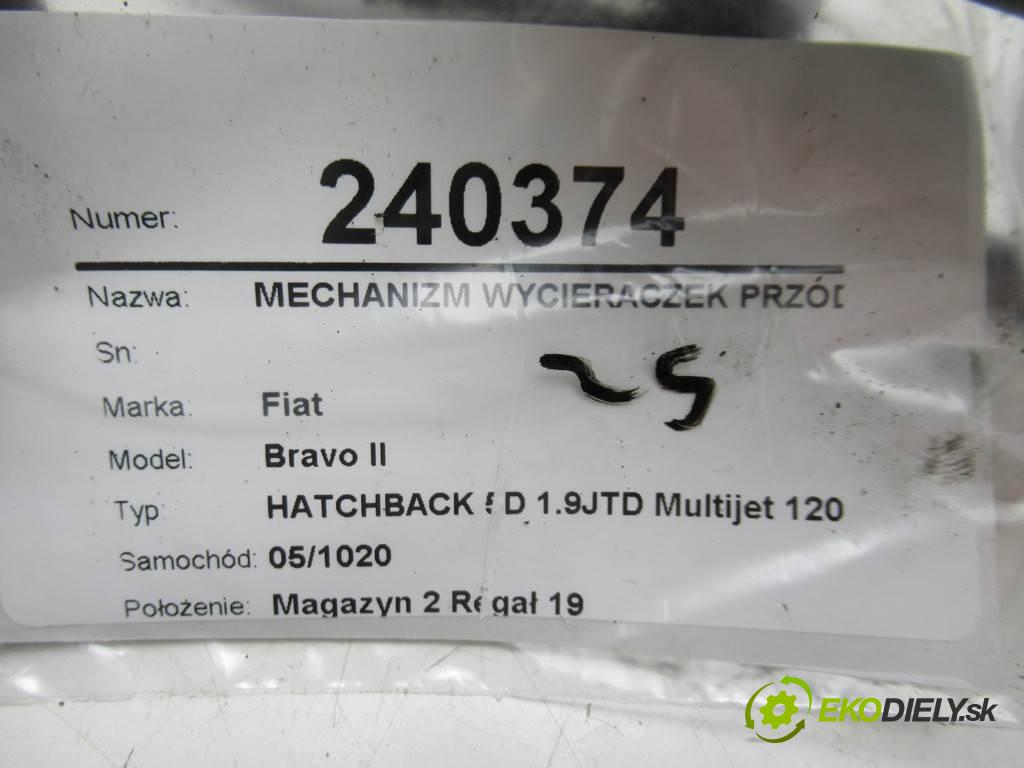 Numer: 240374
Nazwa: MECHANIZM WYCIERACZEK PRZÓD
Sn:
Marka: Fiat
Model: Bravo II
Typ: HATCHBACK 5D 1.9JTD Multijet 120
Samochód: 05/1020
Położenie: Magazyn 2 Regał 19
EKODIELY.sk